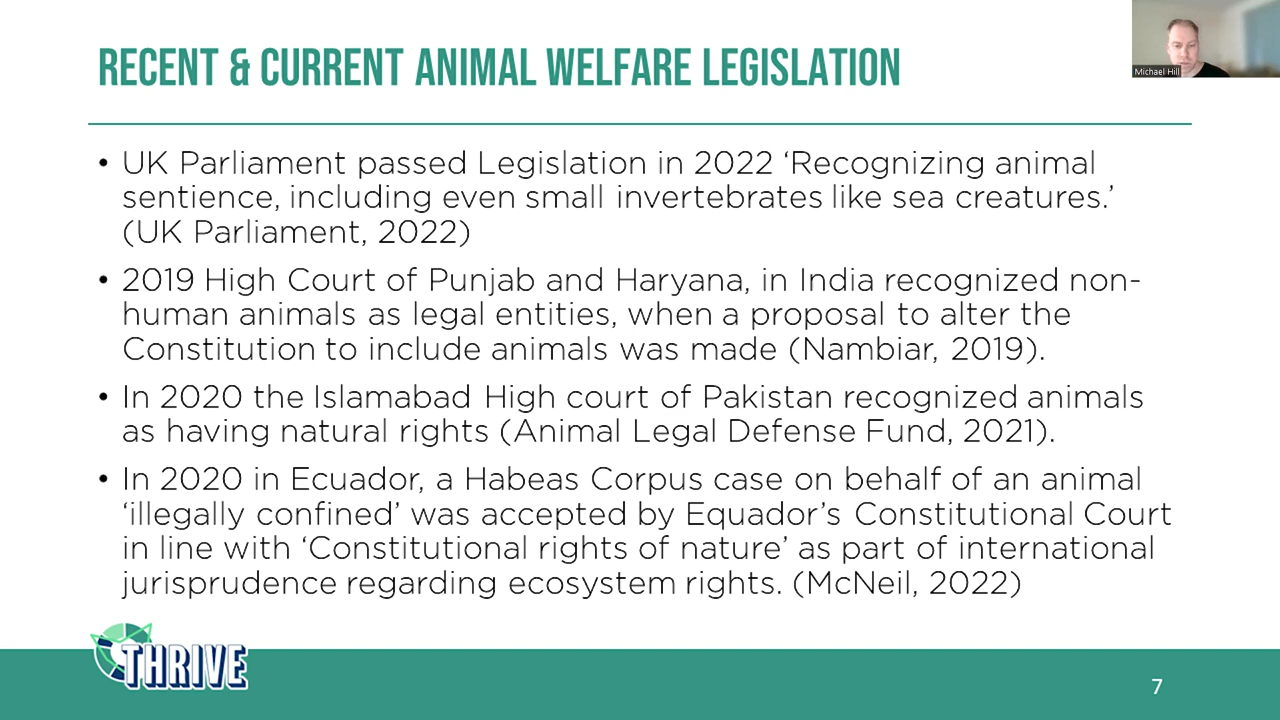 RECENT & CURRENT ANIMAL WELFARE LEGISLATION
Michael Hill
• UK Parliament passed Legislation in 2022 ‘Recognizing animal
sentience, including even small invertebrates like sea creatures.’
(UK Parliament, 2022)
• 2019 High Court of Punjab and Haryana, in India recognized non-
human animals as legal entities, when a proposal to alter the
Constitution to include animals was made (Nambiar, 2019).
• In 2020 the Islamabad High court of Pakistan recognized animals
as having natural rights (Animal Legal Defense Fund, 2021).
• In 2020 in Ecuador, a Habeas Corpus case on behalf of an animal
‘illegally confined’ was accepted by Equador’s Constitutional Court
in line with ‘Constitutional rights of nature’ as part of international
jurisprudence regarding ecosystem rights. (McNeil, 2022)
THRIVE
7